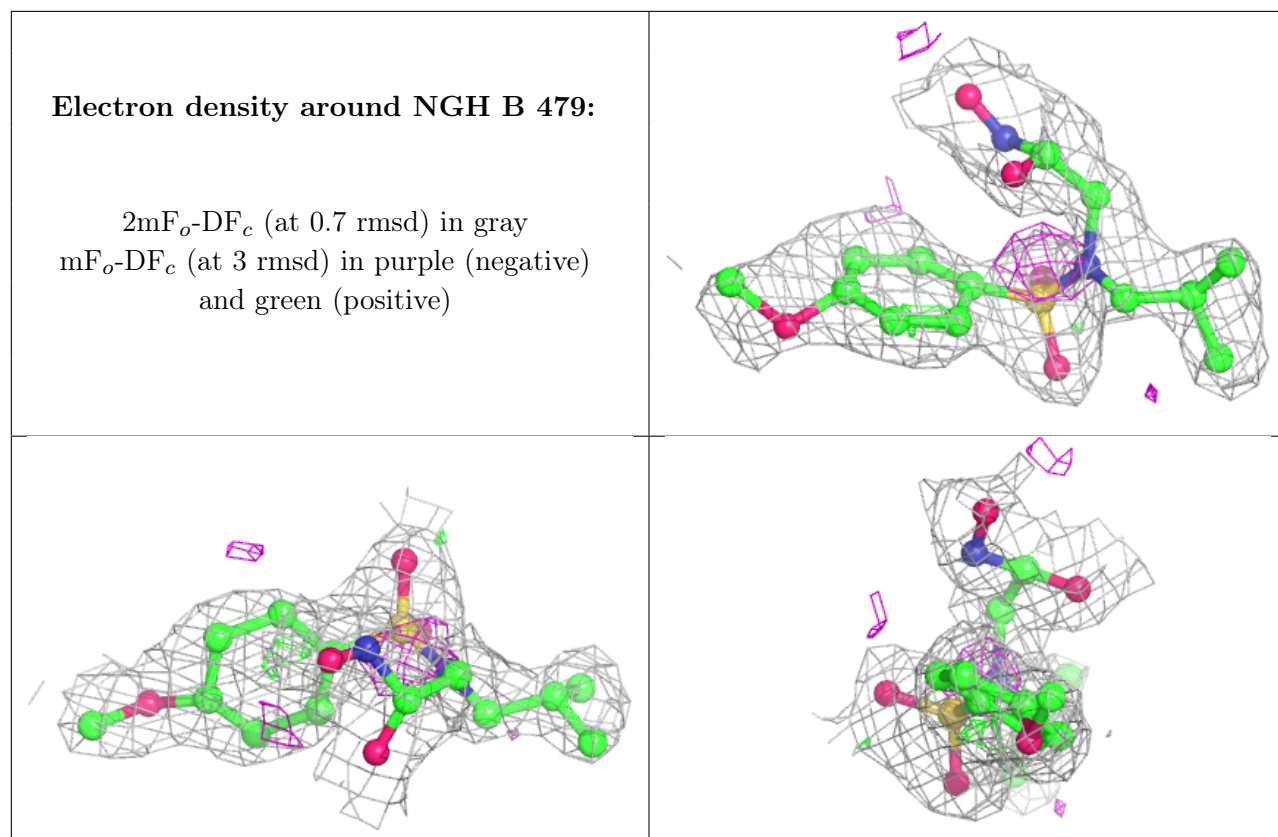 Electron density around NGH B 479:
2mFo-DFc (at 0.7 rmsd) in gray
mFo-DFc (at 3 rmsd) in purple (negative)
and green (positive)